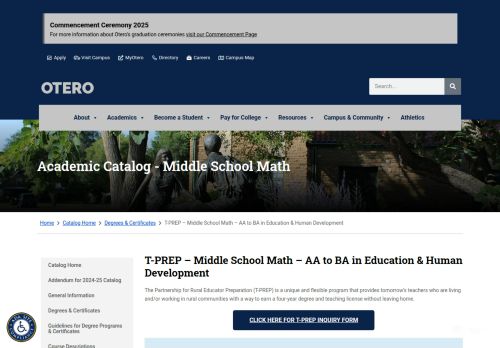 Commencement Ceremony 2025
For more information about Otero's graduation ceremonies visit our Commencement Page
Apply Visit Campus MyOtero Directory Careers Campus Map
OTERO
Search...
About Academics Become a Student Pay for College Resources Campus & Community Athletics
Academic Catalog - Middle School Math
Home > Catalog Home > Degrees & Certificates > T-PREP – Middle School Math – AA to BA in Education & Human Development
Catalog Home
Addendum for 2024-25 Catalog
General Information
Degrees & Certificates
Guidelines for Degree Programs
& Certificates
Course Descriptions
T-PREP – Middle School Math – AA to BA in Education & Human
Development
The Partnership for Rural Educator Preparation (T-PREP) is a unique and flexible program that provides tomorrow's teachers who are living
and/or working in rural communities with a way to earn a four-year degree and teaching license without leaving home.
CLICK HERE FOR T-PREP INQUIRY FORM